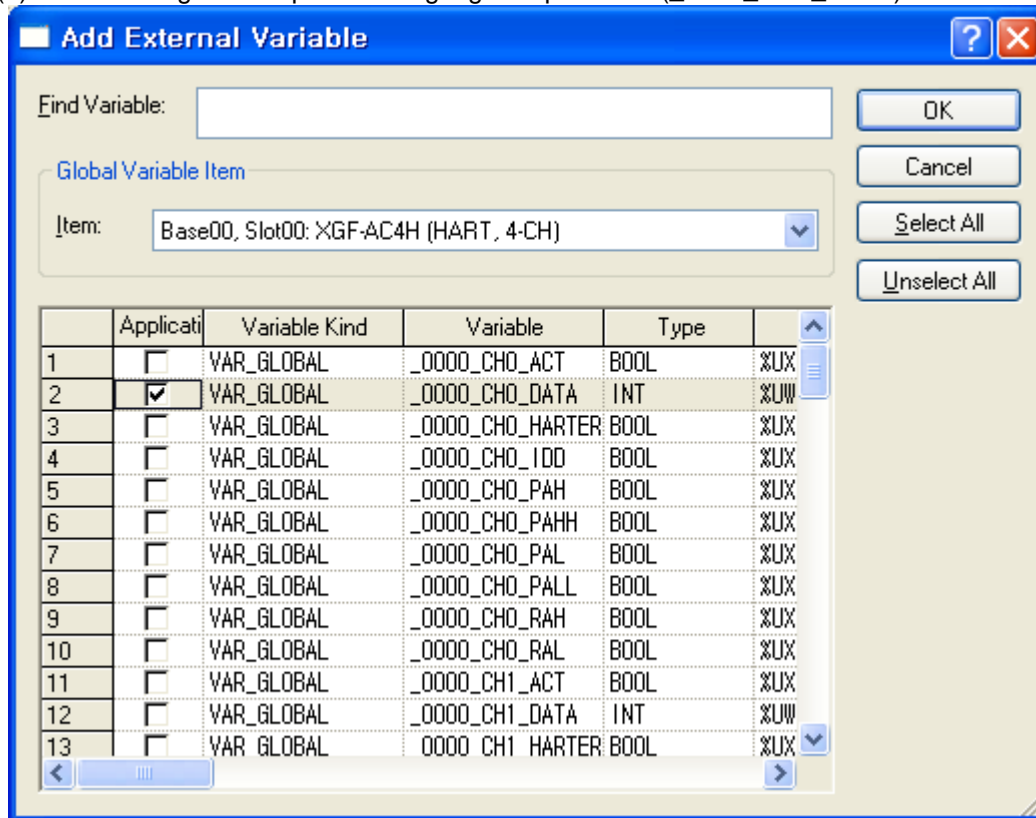 Add External Variable
Find Variable:
OK
Cancel
Select All
Unselect All
Global Variable Item
Item: Base00, Slot00: XGF-AC4H (HART, 4-CH)
Applicati Variable Kind Variable Type
1 VAR_GLOBAL _0000_CH0_ACT BOOL %UX
2 VAR_GLOBAL _0000_CH0_DATA INT %UW
3 VAR_GLOBAL _0000_CH0_HARTER BOOL %UX
4 VAR_GLOBAL _0000_CH0_IDD BOOL %UX
5 VAR_GLOBAL _0000_CH0_PAH BOOL %UX
6 VAR_GLOBAL _0000_CH0_PAHH BOOL %UX
7 VAR_GLOBAL _0000_CH0_PAL BOOL %UX
8 VAR_GLOBAL _0000_CH0_PALL BOOL %UX
9 VAR_GLOBAL _0000_CH0_RAH BOOL %UX
10 VAR_GLOBAL _0000_CH0_RAL BOOL %UX
11 VAR_GLOBAL _0000_CH1_ACT BOOL %UX
12 VAR_GLOBAL _0000_CH1_DATA INT %UW
13 VAR_GLOBAL _0000_CH1_HARTER BOOL %UX